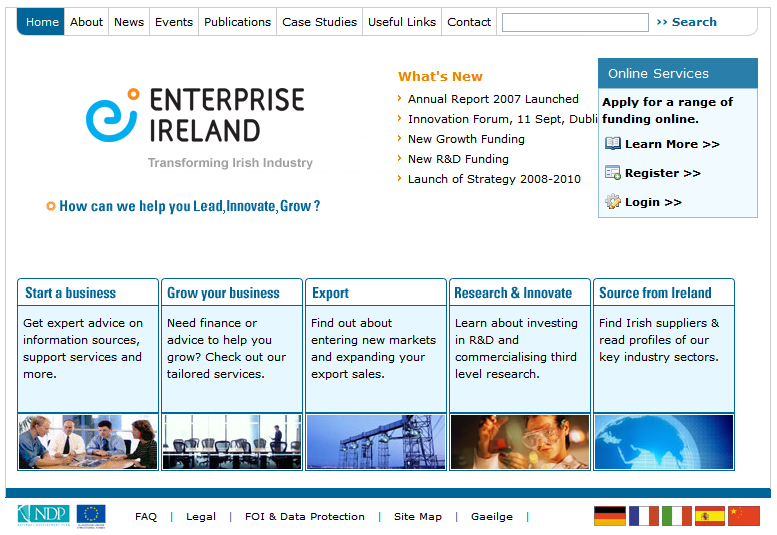 Home About News Events Publications Case Studies Useful Links Contact ›› Search
ENTERPRISE
IRELAND
Transforming Irish Industry
How can we help you Lead, Innovate, Grow ?
What's New
Annual Report 2007 Launched
Innovation Forum, 11 Sept, Dubli
New Growth Funding
New R&D Funding
Launch of Strategy 2008-2010
Online Services
Apply for a range of
funding online.
Learn More >>
Register >>
Login >>
Start a business
Get expert advice on
information sources,
support services and
more.
Grow your business
Need finance or
advice to help you
grow? Check out our
tailored services.
Export
Find out about
entering new markets
and expanding your
export sales.
Research & Innovate
Learn about investing
in R&D and
commercialising third
level research.
Source from Ireland
Find Irish suppliers &
read profiles of our
key industry sectors.
NDP
FAQ | Legal | FOI & Data Protection | Site Map | Gaeilge |